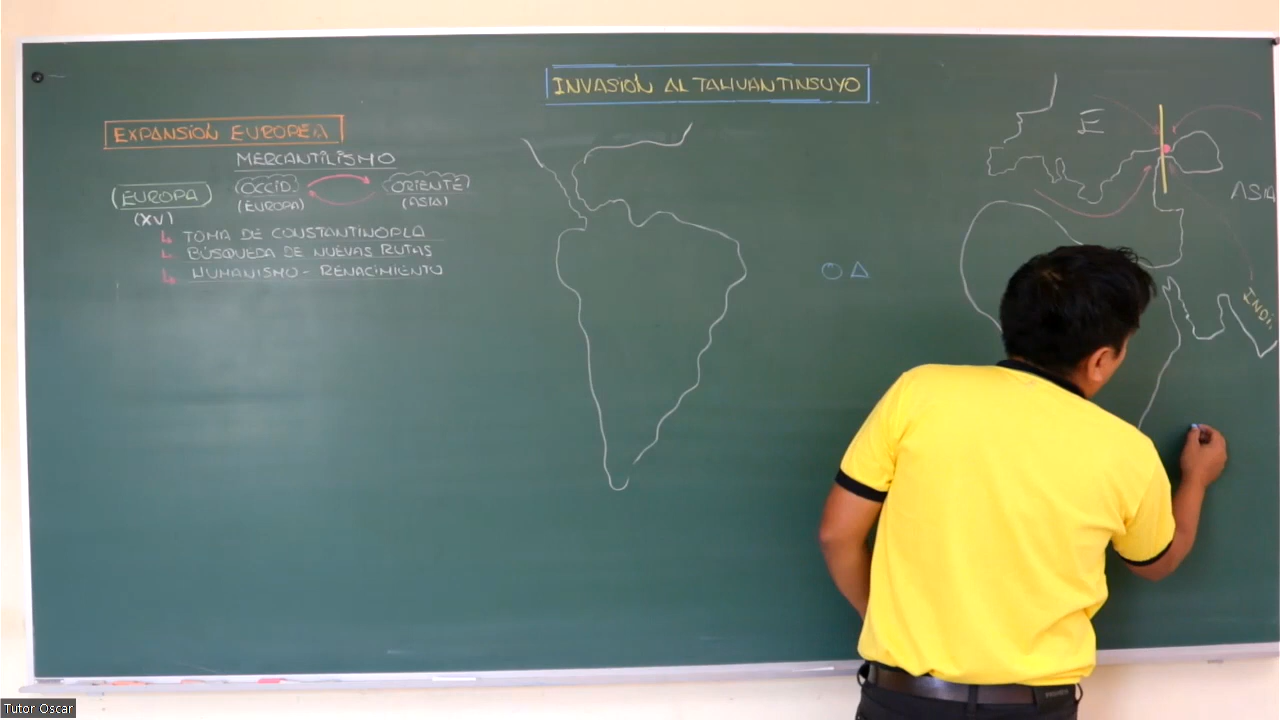 INVASIÓN AL TAHUANTINSUYO
EXPANSIÓN EUROPEA
MERCANTILISMO
(EUROPA)
(XV)
(OCCID.)
(EUROPA)
ORIENTE
(ASIA)
TOMA DE COUSTANTINOPLA
BÚSQUEDA DE NUEVAS RUTAS
HUMANISMO - RENACIMIENTO
E
ASIA
INDI.
Tutor Oscar